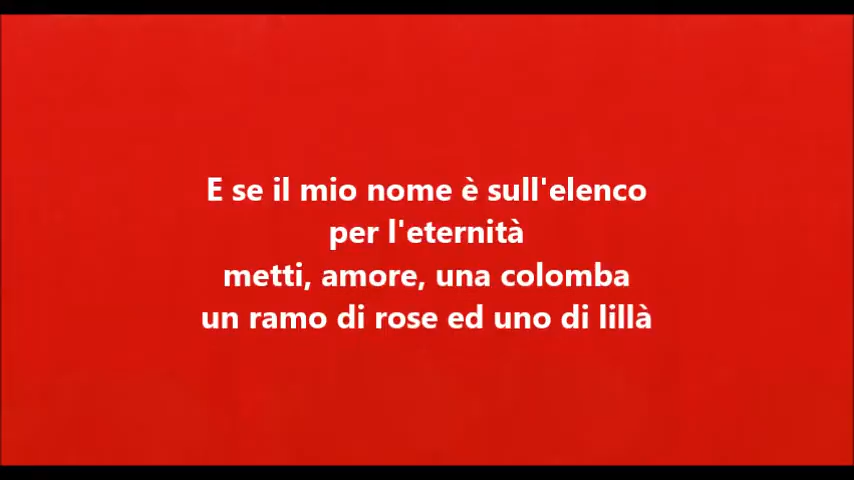 E se il mio nome è sull'elenco
per l'eternità
metti, amore, una colomba
un ramo di rose ed uno di lillà